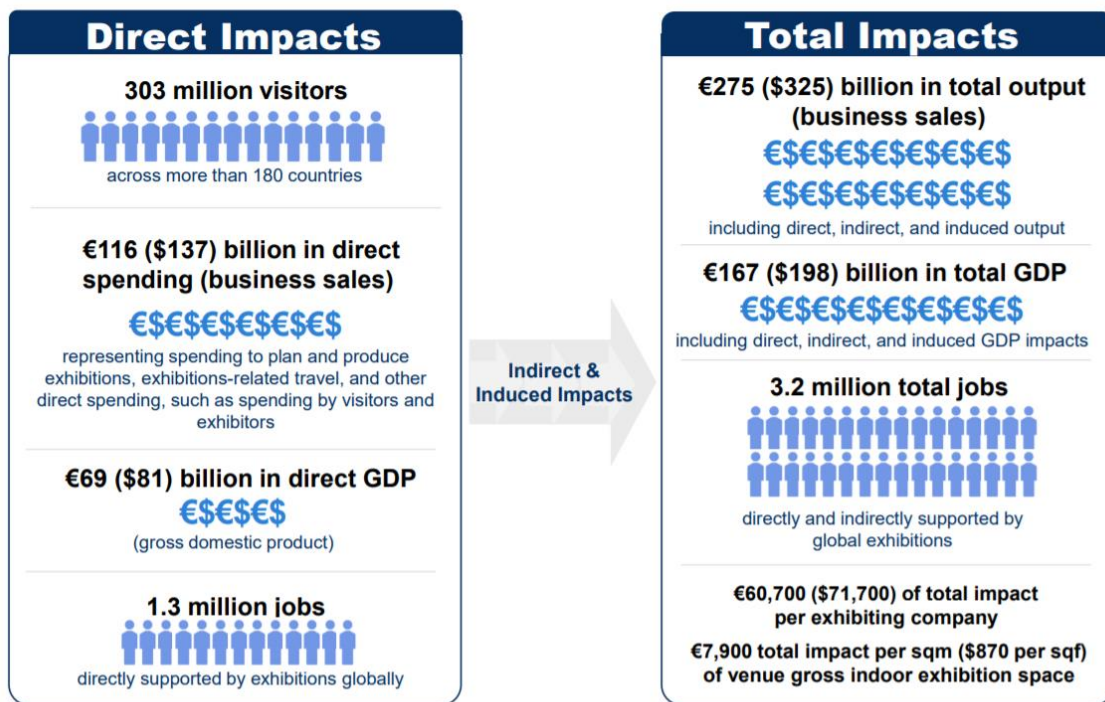 Direct Impacts
303 million visitors
across more than 180 countries
€116 ($137) billion in direct
spending (business sales)
€$€$€$€$€$€$
representing spending to plan and produce
exhibitions, exhibitions-related travel, and other
direct spending, such as spending by visitors and
exhibitors
€69 ($81) billion in direct GDP
€$€$€$
(gross domestic product)
1.3 million jobs
directly supported by exhibitions globally
Indirect &
Induced Impacts
Total Impacts
€275 ($325) billion in total output
(business sales)
€$€$€$€$€$€$€$
€$€$€$€$€$€$€$
including direct, indirect, and induced output
€167 ($198) billion in total GDP
€$€$€$€$€$€$€$€$
including direct, indirect, and induced GDP impacts
3.2 million total jobs
directly and indirectly supported by
global exhibitions
€60,700 ($71,700) of total impact
per exhibiting company
€7,900 total impact per sqm ($870 per sqf)
of venue gross indoor exhibition space